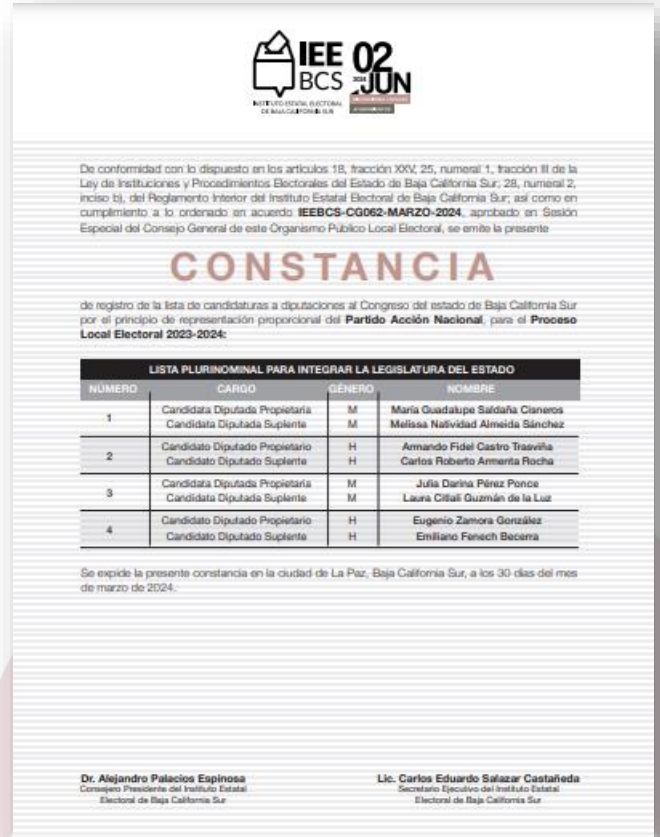 IEE
BCS
INSTITUTO ESTATAL ELECTORAL
DE BAJA CALIFORNIA SUR
02
2024
JUN
De conformidad con lo dispuesto en los artículos 18, fracción XXV, 25, numeral 1, fracción III de la
Ley de Instituciones y Procedimientos Electorales del Estado de Baja California Sur; 28, numeral 2,
inciso b), del Reglamento Interior del Instituto Estatal Electoral de Baja California Sur; así como en
cumplimiento a lo ordenado en acuerdo IEEBCS-CG062-MARZO-2024, aprobado en Sesión
Especial del Consejo General de este Organismo Público Local Electoral, se emite la presente
CONSTANCIA
de registro de la lista de candidaturas a diputaciones al Congreso del estado de Baja California Sur
por el principio de representación proporcional del Partido Acción Nacional, para el Proceso
Local Electoral 2023-2024:
LISTA PLURINOMINAL PARA INTEGRAR LA LEGISLATURA DEL ESTADO
NÚMERO CARGO GÉNERO NOMBRE
1 Candidata Diputada Propietaria M María Guadalupe Saldaña Cisneros
Candidata Diputada Suplente M Melissa Natividad Almeida Sánchez
2 Candidato Diputado Propietario H Armando Fidel Castro Trasviña
Candidato Diputado Suplente H Carlos Roberto Armenta Rocha
3 Candidata Diputada Propietaria M Julia Darina Pérez Ponce
Candidata Diputada Suplente M Laura Citlali Guzmán de la Luz
4 Candidato Diputado Propietario H Eugenio Zamora González
Candidato Diputado Suplente H Emiliano Fenech Becerra
Se expide la presente constancia en la ciudad de La Paz, Baja California Sur, a los 30 días del mes
de marzo de 2024.
Dr. Alejandro Palacios Espinosa
Consejero Presidente del Instituto Estatal
Electoral de Baja California Sur
Lic. Carlos Eduardo Salazar Castañeda
Secretario Ejecutivo del Instituto Estatal
Electoral de Baja California Sur